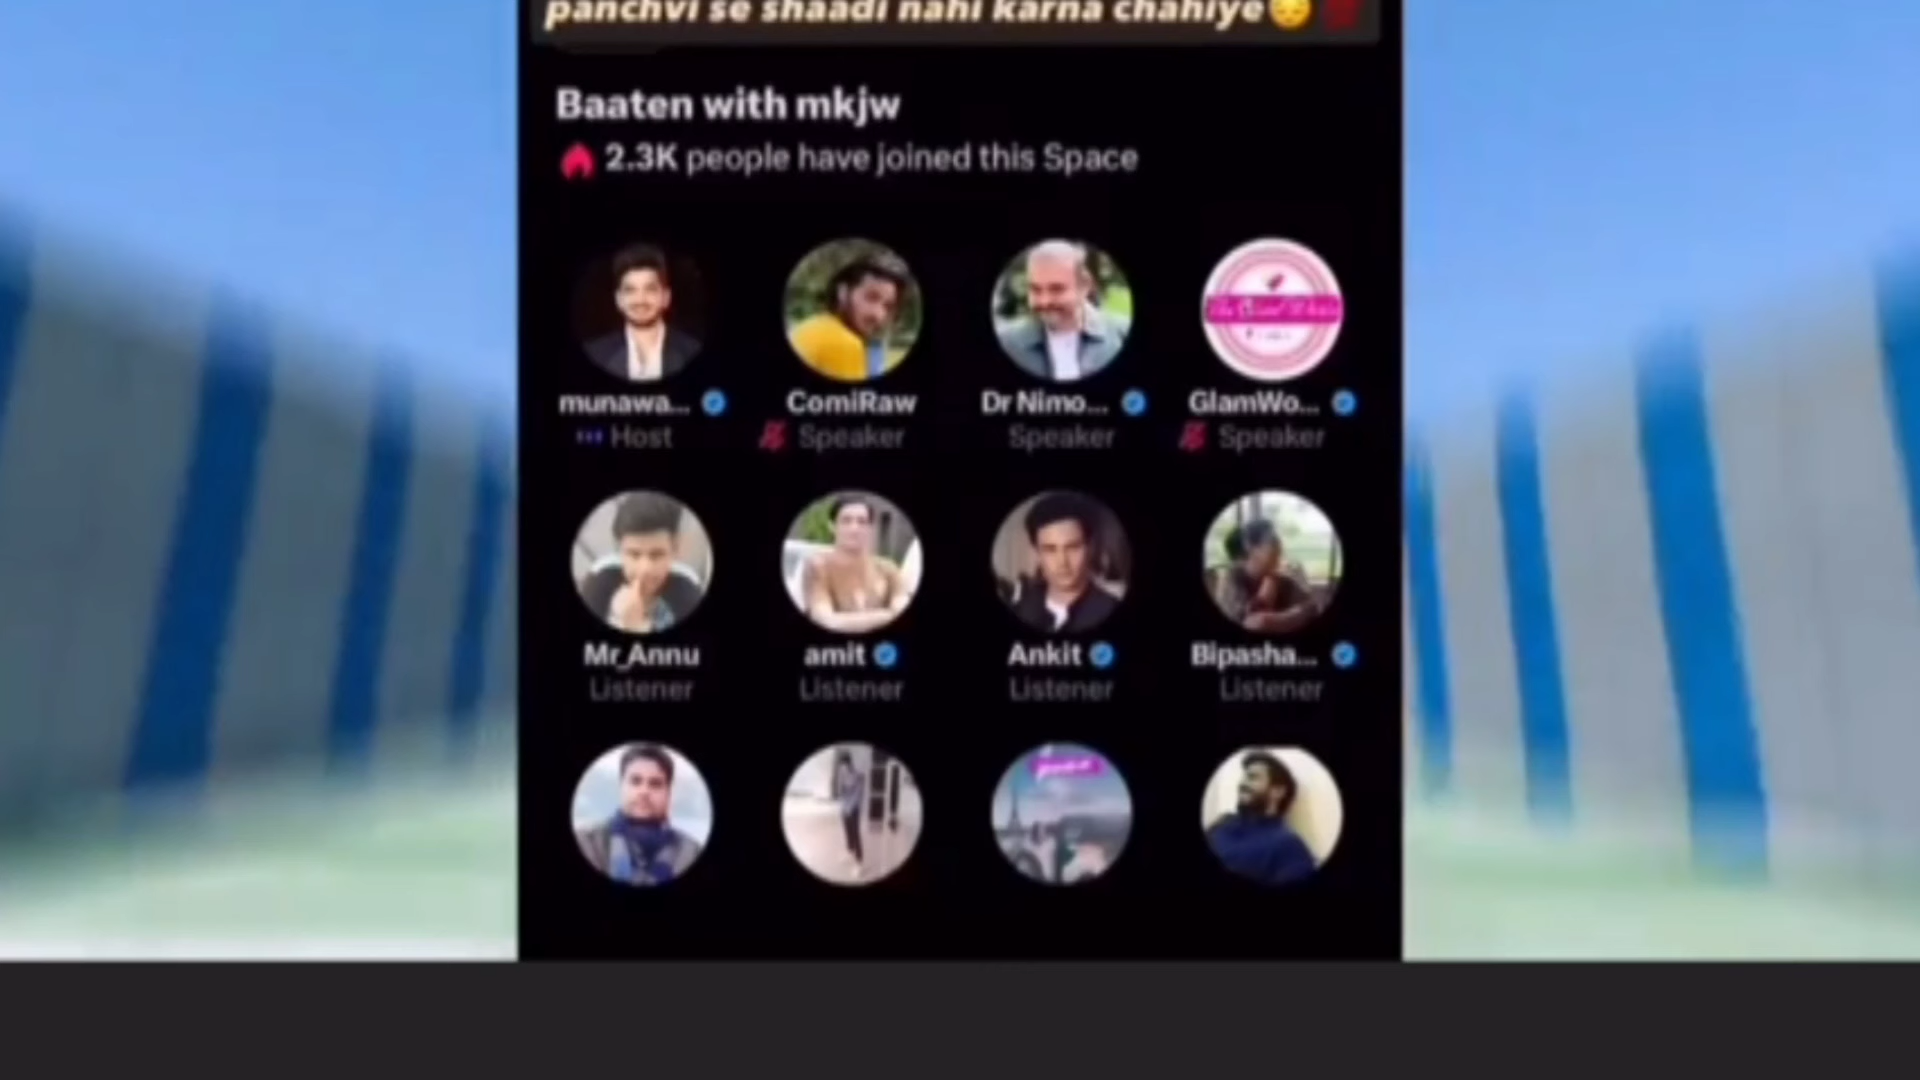 panchvi se shaadi nahi karna chahiye😔
Baaten with mkjw
2.3K people have joined this Space
munawa... ComiRaw Dr Nimo... GlamWo...
Host Speaker Speaker Speaker
Mr_Annu amit Ankit Bipasha...
Listener Listener Listener Listener